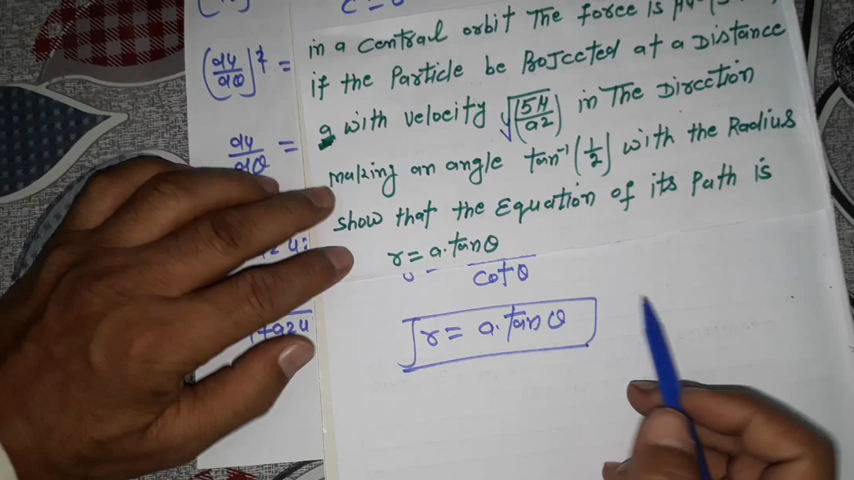 in a central orbit The force is
(dy/dθ)² =
if the Particle be Projected at a Distance
a with velocity √(5μ/a²) in The Direction
dy/dθ =
making an angle tan⁻¹(1/2) with the Radius
show that the Equation of its Path is
r = a.tanθ
cotθ
r = a.tanθ